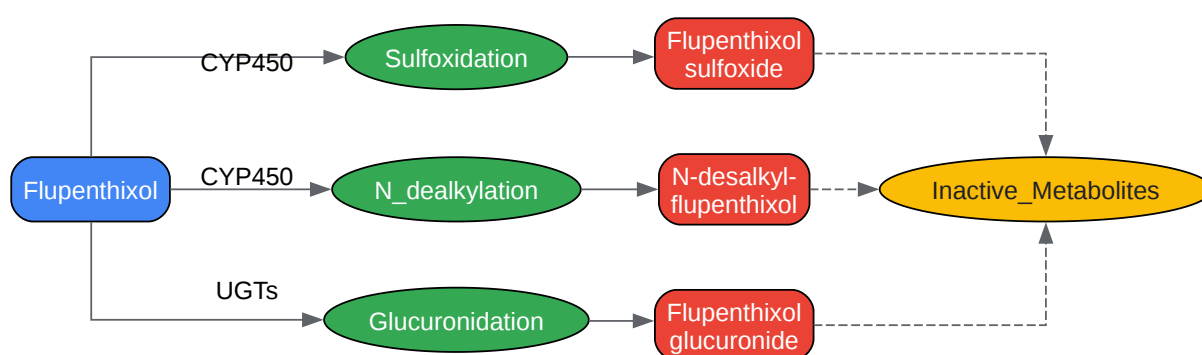 CYP450
Sulfoxidation
Flupenthixol
sulfoxide
Flupenthixol
CYP450
N_dealkylation
N-desalkyl-
flupenthixol
Inactive_Metabolites
UGTs
Glucuronidation
Flupenthixol
glucuronide